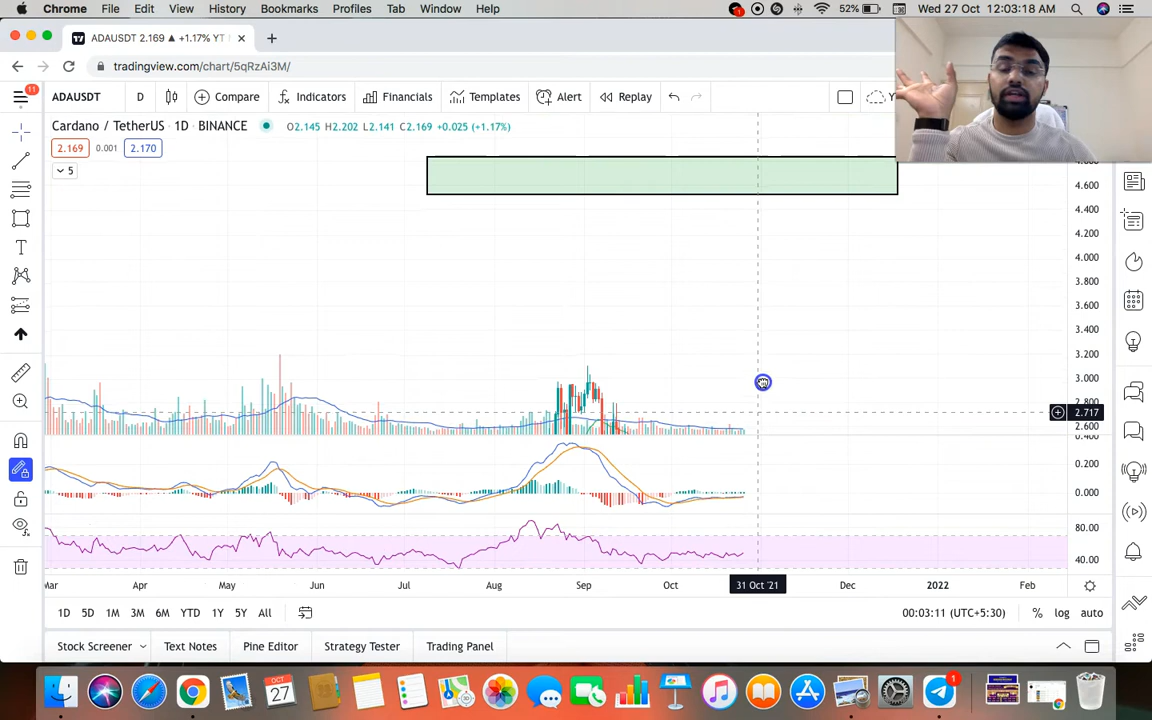 Chrome File Edit View History Bookmarks Profiles Tab Window Help 52% Wed 27 Oct 12:03:18 AM
ADAUSDT 2.169 ▲ +1.17% YT
tradingview.com/chart/5qRzAi3M/
11
ADAUSDT D Compare Indicators Financials Templates Alert Replay Y
Cardano / TetherUS · 1D · BINANCE O2.145 H2.202 L2.141 C2.169 +0.025 (+1.17%)
2.169 0.001 2.170
5
4.600
4.400
4.200
4.000
3.800
3.600
3.400
3.200
3.000
2.800
2.717
2.600
0.400
0.200
0.000
80.00
40.00
Mar Apr May Jun Jul Aug Sep Oct 31 Oct '21 Dec 2022 Feb
1D 5D 1M 3M 6M YTD 1Y 5Y All 00:03:11 (UTC+5:30) % log auto
Stock Screener Text Notes Pine Editor Strategy Tester Trading Panel
OCT
27
1